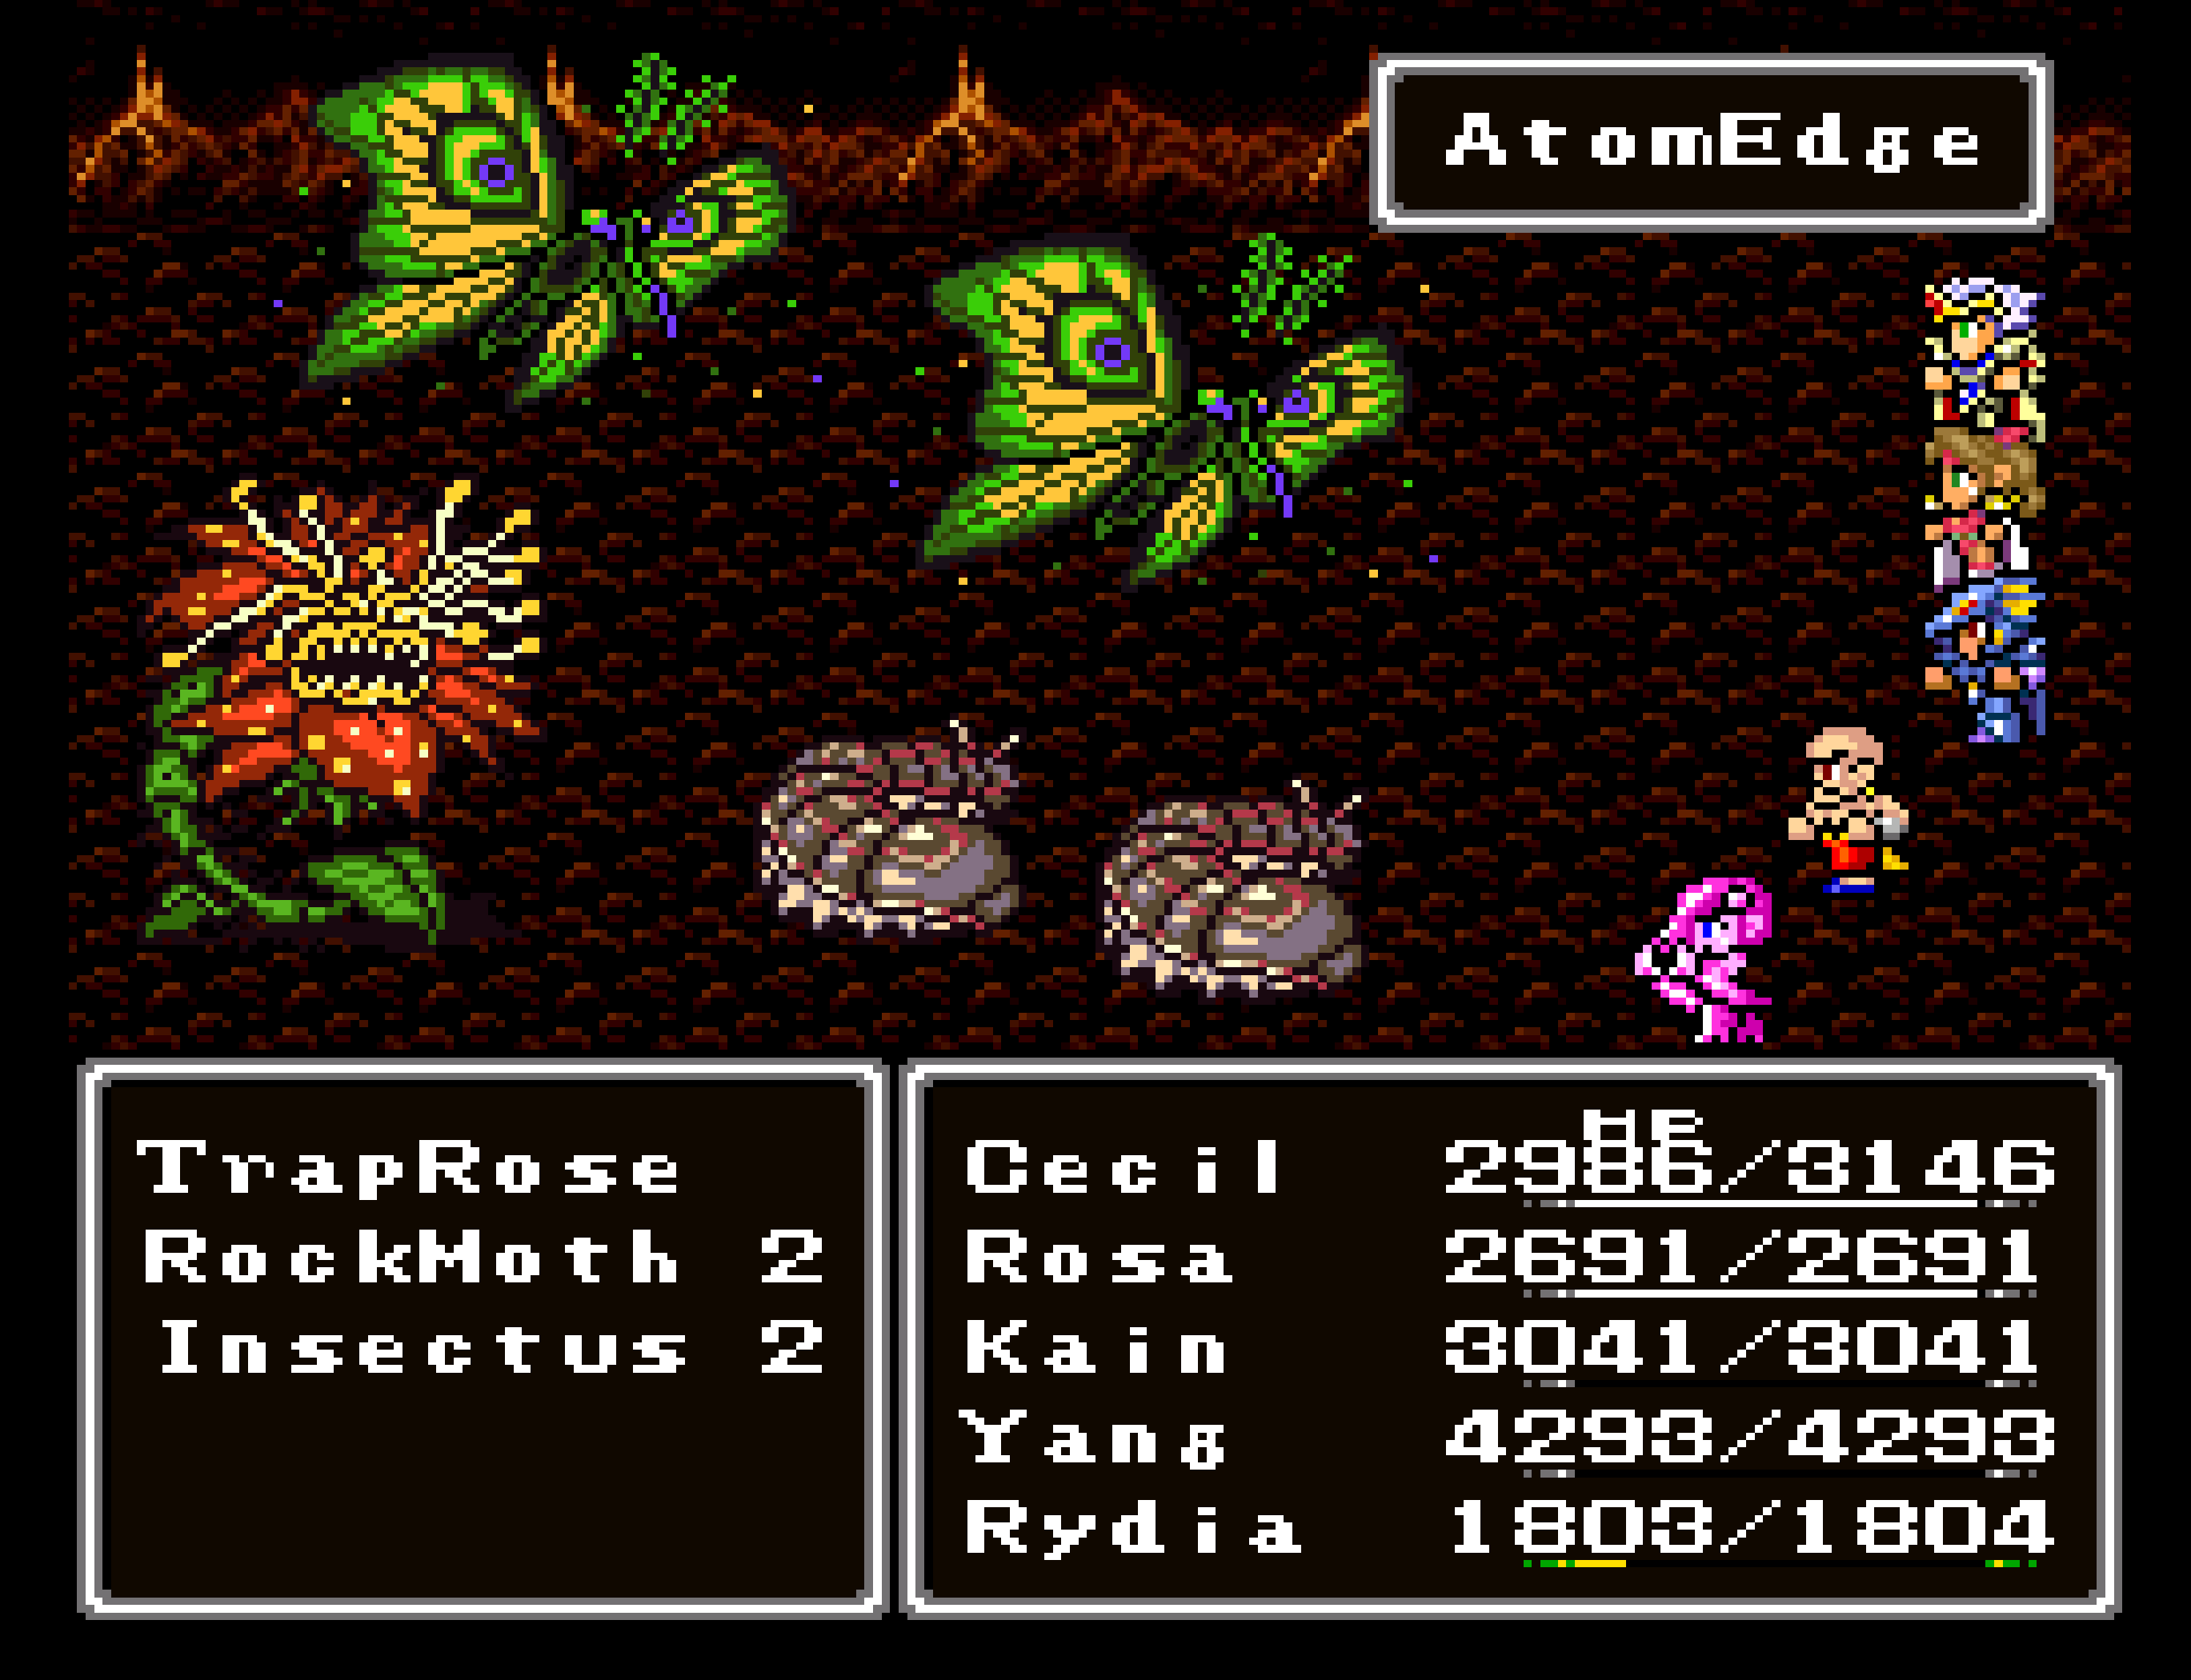 AtomEdge
TrapRose
RockMoth 2
Insectus 2
Cecil 2986/3146
Rosa 2691/2691
Kain 3041/3041
Yang 4293/4293
Rydia 1803/1804